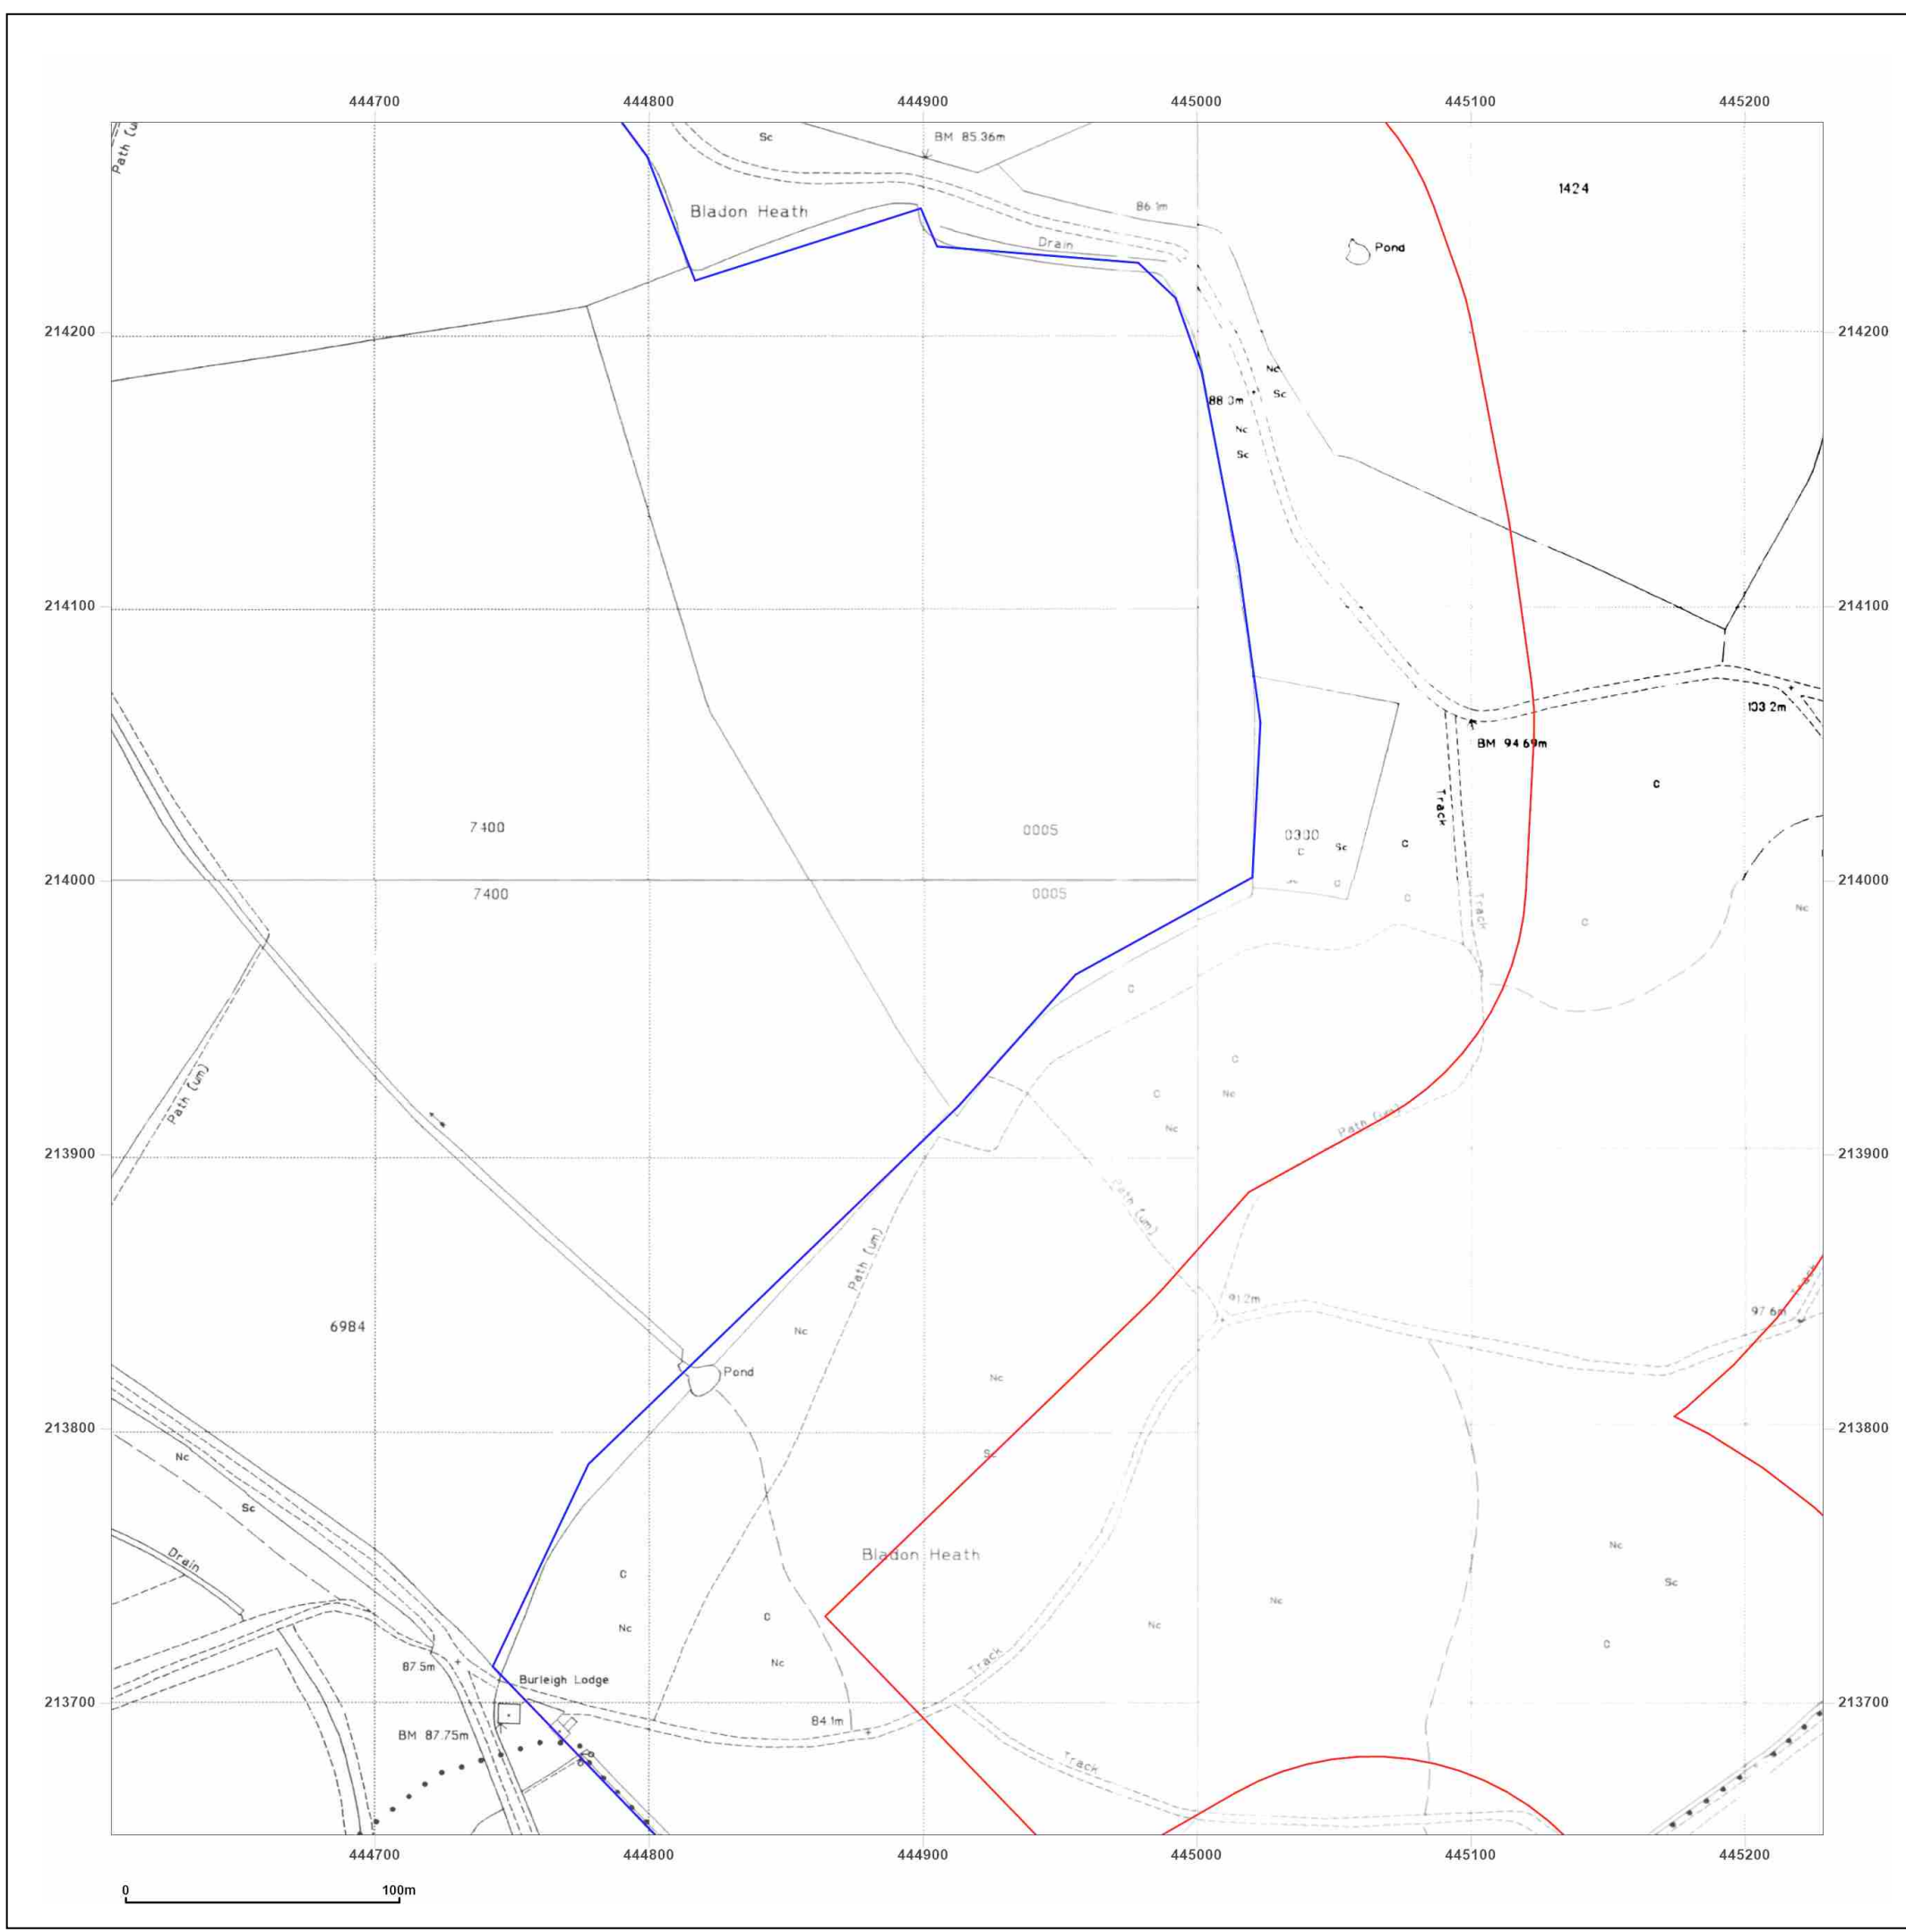 444700 444800 444900 445000 445100 445200
Sc
BM 85.36m
1424
Bladon Heath
86.1m
Drain
Pond
214200
214200
Nc
Sc
Nc
Sc
214100
214100
103.2m
BM 94.69m
Track
C
7400
0005
0300
C
Sc
C
214000
214000
7400
0005
C
C
Track
C
Nc
C
C
Path (um)
C
Nc
Nc
Path (um)
213900
213900
Path (um)
Path (um)
91.2m
Track
97.6m
6984
Nc
Pond
Nc
213800
213800
Nc
Sc
Sc
Drain
Bladon Heath
Nc
C
Sc
Nc
C
Nc
Nc
C
Nc
Track
87.5m
Burleigh Lodge
213700
213700
84.1m
BM 87.75m
Track
444700 444800 444900 445000 445100 445200
0 100m